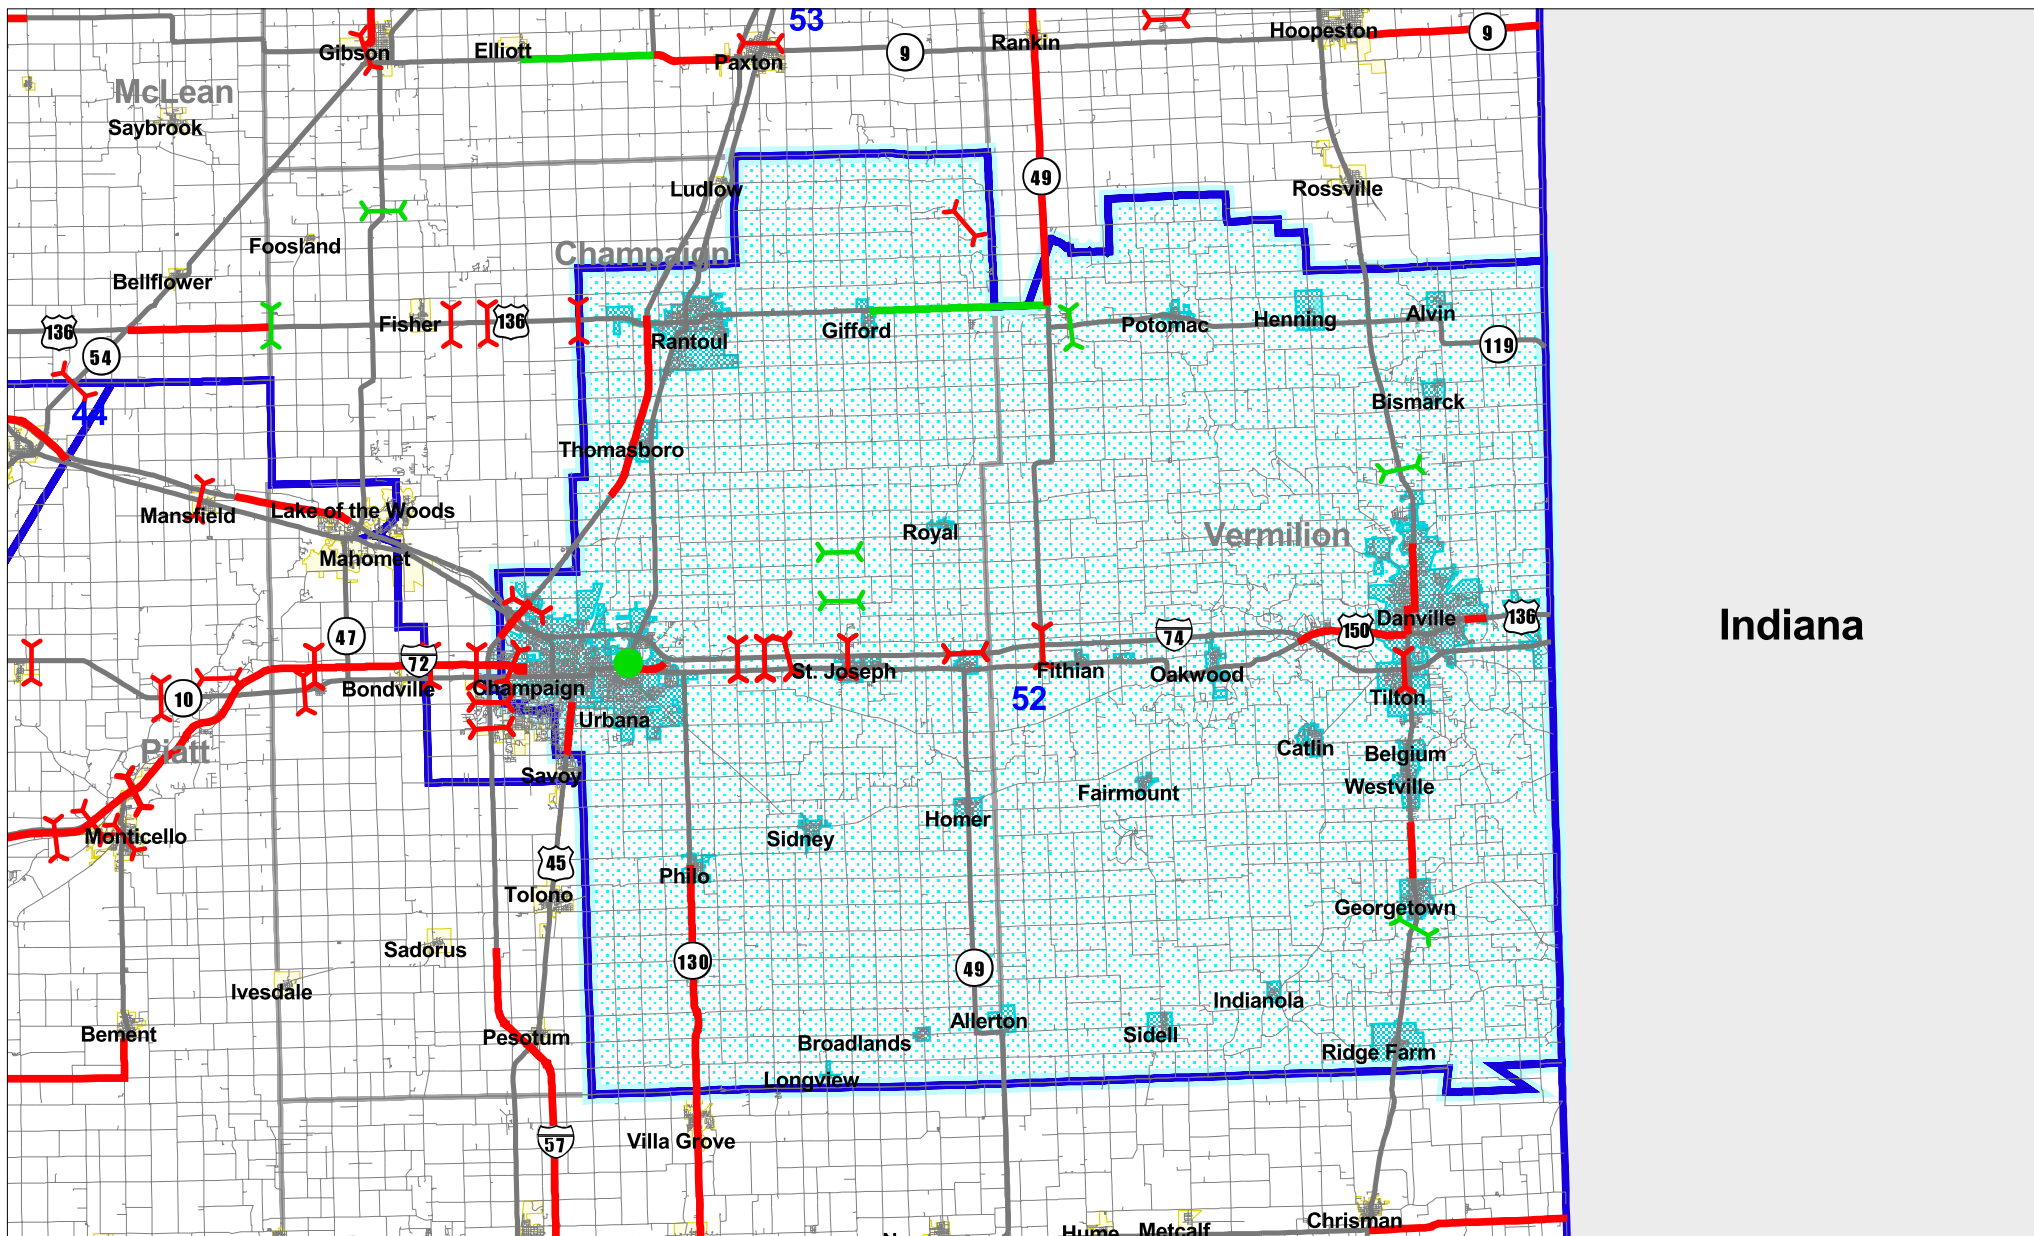 53
Gibson
Elliott
Paxton
9
Rankin
Hoopeston
9
McLean
Saybrook
Ludlow
49
Rossville
Foosland
Champaign
Bellflower
136
54
Fisher
136
Rantoul
Gifford
Potomac
Henning
Alvin
119
44
Bismarck
Thomasboro
Mansfield
Lake of the Woods
Mahomet
Royal
Vermilion
Danville
136
Indiana
47
72
150
74
10
Bondville
Champaign
Urbana
St. Joseph
52
Fithian
Oakwood
Tilton
Piatt
Savoy
Catlin
Belgium
Westville
Fairmount
Monticello
Sidney
Homer
45
Tolono
Philo
Georgetown
Sadorus
130
49
Ivesdale
Indianola
Bement
Pesotum
Broadlands
Allerton
Sidell
Ridge Farm
Longview
57
Villa Grove
Hume
Metcalf
Chrisman